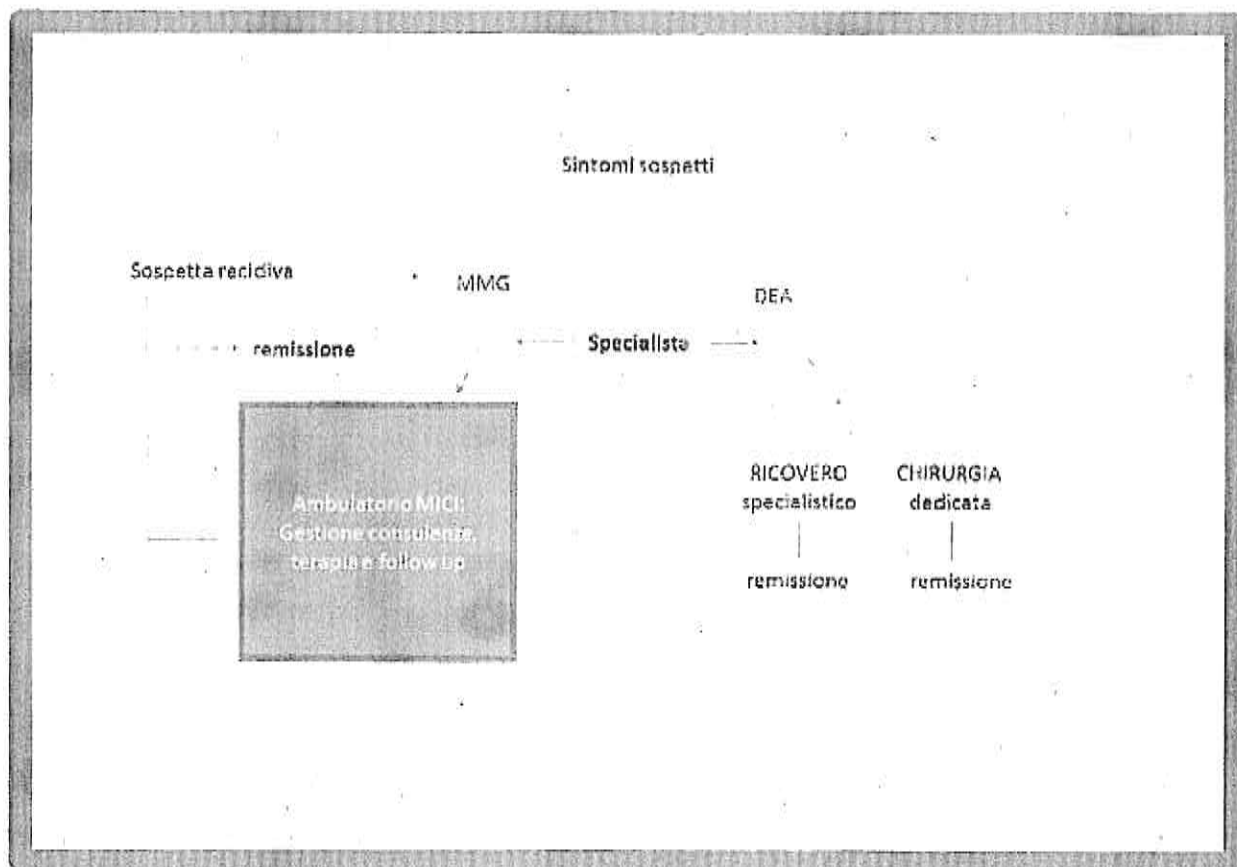 Sintomi sospetti
Sospetta recidiva
MMG
DEA
remissione
Specialista
Ambulatorio MICI:
Gestione consulenze,
terapia e follow up
RICOVERO
specialistico
CHIRURGIA
dedicata
remissione
remissione